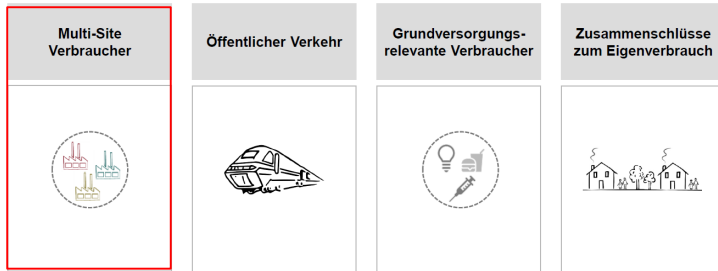 Multi-Site
Verbraucher
Öffentlicher Verkehr
Grundversorgungs-
relevante Verbraucher
Zusammenschlüsse
zum Eigenverbrauch